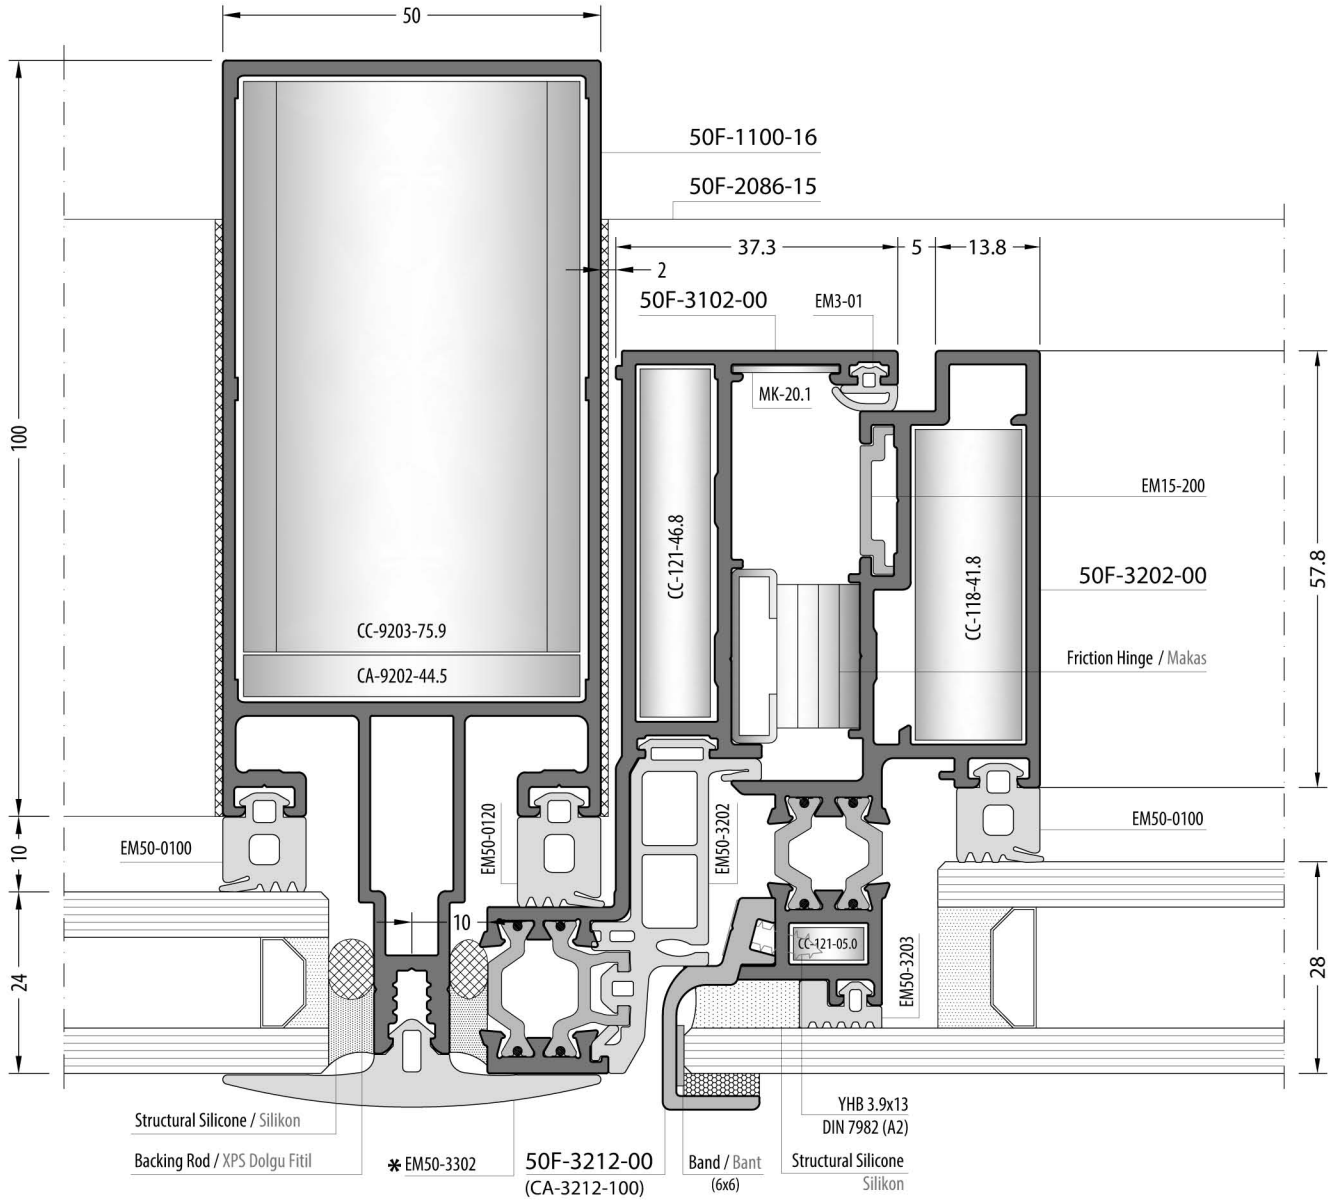 50
50F-1100-16
50F-2086-15
37.3
5
13.8
2
50F-3102-00
EM3-01
MK-20.1
100
CC-121-46.8
EM15-200
57.8
CC-118-41.8
50F-3202-00
CC-9203-75.9
Friction Hinge / Makas
CA-9202-44.5
EM50-0100
10
EM50-0120
EM50-3202
EM50-0100
10
24
CC-121-05.0
EM50-3203
28
Structural Silicone / Silikon
YHB 3.9x13
DIN 7982 (A2)
Backing Rod / XPS Dolgu Fitil
* EM50-3302
50F-3212-00
(CA-3212-100)
Band / Bant
(6x6)
Structural Silicone
Silikon